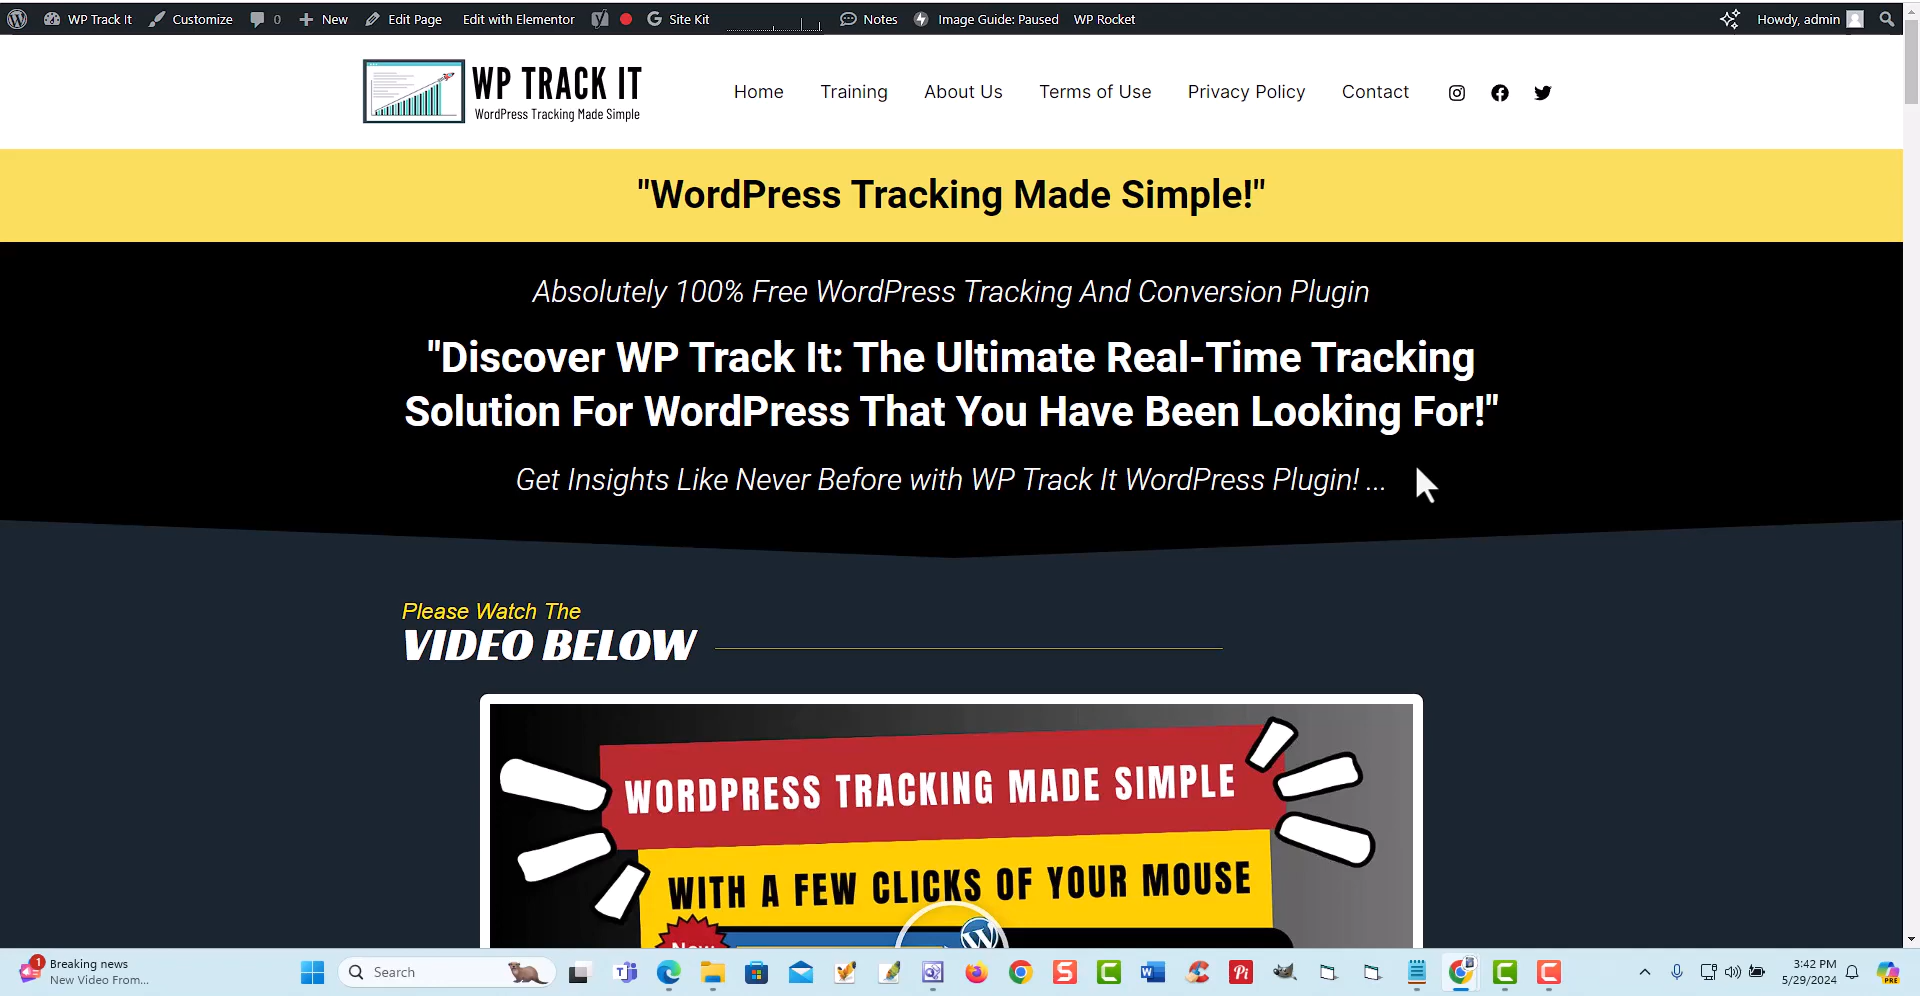 WP Track It Customize 0 New Edit Page Edit with Elementor Site Kit Notes Image Guide: Paused WP Rocket Howdy, admin
WP TRACK IT
WordPress Tracking Made Simple
Home Training About Us Terms of Use Privacy Policy Contact
"WordPress Tracking Made Simple!"
Absolutely 100% Free WordPress Tracking And Conversion Plugin
"Discover WP Track It: The Ultimate Real-Time Tracking
Solution For WordPress That You Have Been Looking For!"
Get Insights Like Never Before with WP Track It WordPress Plugin! ...
Please Watch The
VIDEO BELOW
WORDPRESS TRACKING MADE SIMPLE
WITH A FEW CLICKS OF YOUR MOUSE
New
1
Breaking news
New Video From...
Search
Pi
PRE
3:42 PM
5/29/2024